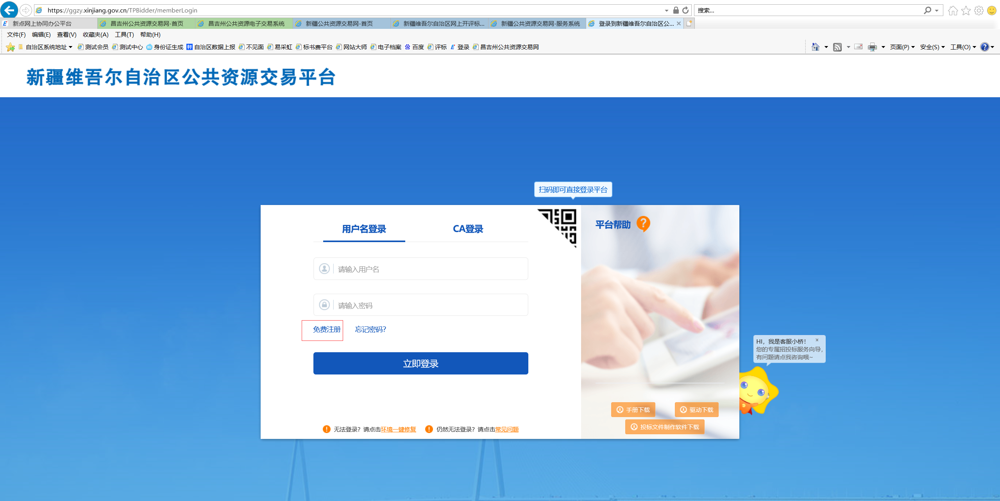 https://ggzy.xinjiang.gov.cn/TPBidder/memberLogin
搜索...
新点网上协同办公平台
昌吉州公共资源交易网-首页
昌吉州公共资源电子交易系统
新疆公共资源交易网-首页
新疆维吾尔自治区网上开评标...
新疆公共资源交易网-服务系统
登录到新疆维吾尔自治区公...
文件(F) 编辑(E) 查看(V) 收藏夹(A) 工具(T) 帮助(H)
自治区系统地址 测试会员 测试中心 身份证生成 自治区数据上报 不见面 易采虹 标书费平台 网站大师 电子档案 百度 评标 登录 昌吉州公共资源交易网
页面(P) 安全(S) 工具(O)
新疆维吾尔自治区公共资源交易平台
扫码即可直接登录平台
用户名登录 CA登录
平台帮助
请输入用户名
请输入密码
免费注册 忘记密码?
立即登录
HI，我是客服小桥！
您的专属招投标服务向导，
有问题请点我咨询哦~
手册下载 驱动下载
投标文件制作软件下载
无法登录？请点击环境一键修复 仍然无法登录？请点击常见问题